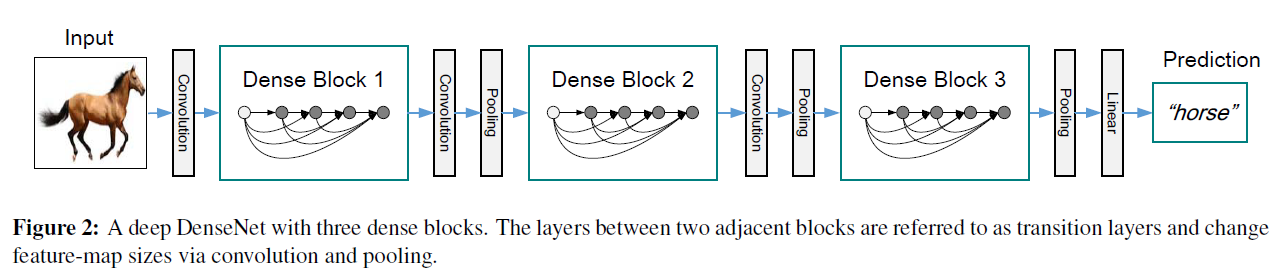 Input
Convolution
Dense Block 1
Convolution
Pooling
Dense Block 2
Convolution
Pooling
Dense Block 3
Pooling
Linear
Prediction
“horse”
Figure 2: A deep DenseNet with three dense blocks. The layers between two adjacent blocks are referred to as transition layers and change
feature-map sizes via convolution and pooling.